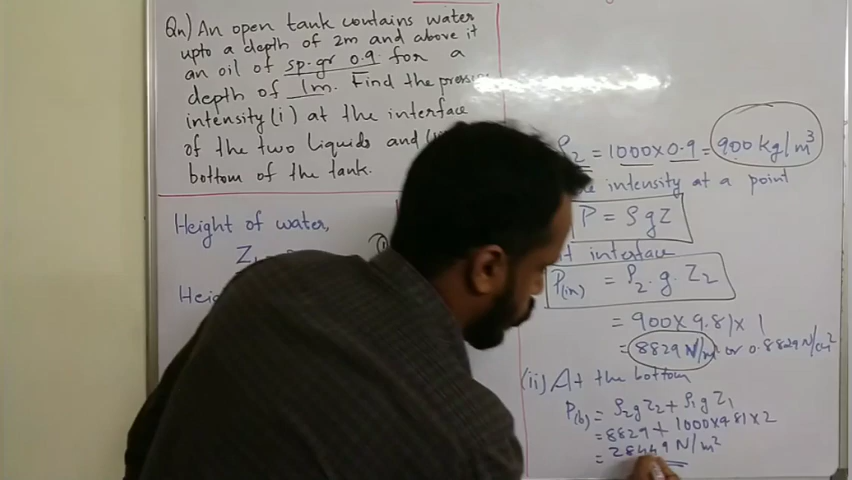 Qn) An open tank contains water
upto a depth of 2m and above it
an oil of sp.gr 0.9 for a
depth of 1m. Find the
intensity (i) at the interface
of the two liquids and
bottom of the tank.
Height of water,
Z₁
ρ₂ = 1000×0.9 = 900 kg/m³
intensity at a point
P = ρgZ
interface
P(in) = ρ₂.g.Z₂
= 900×9.81×1
= 8829 N/m² or 0.8829 N/cm²
(ii) At the bottom
P(b) = ρ₂gZ₂ + ρ₁gZ₁
= 8829 + 1000×9.81×2
= 28449 N/m²